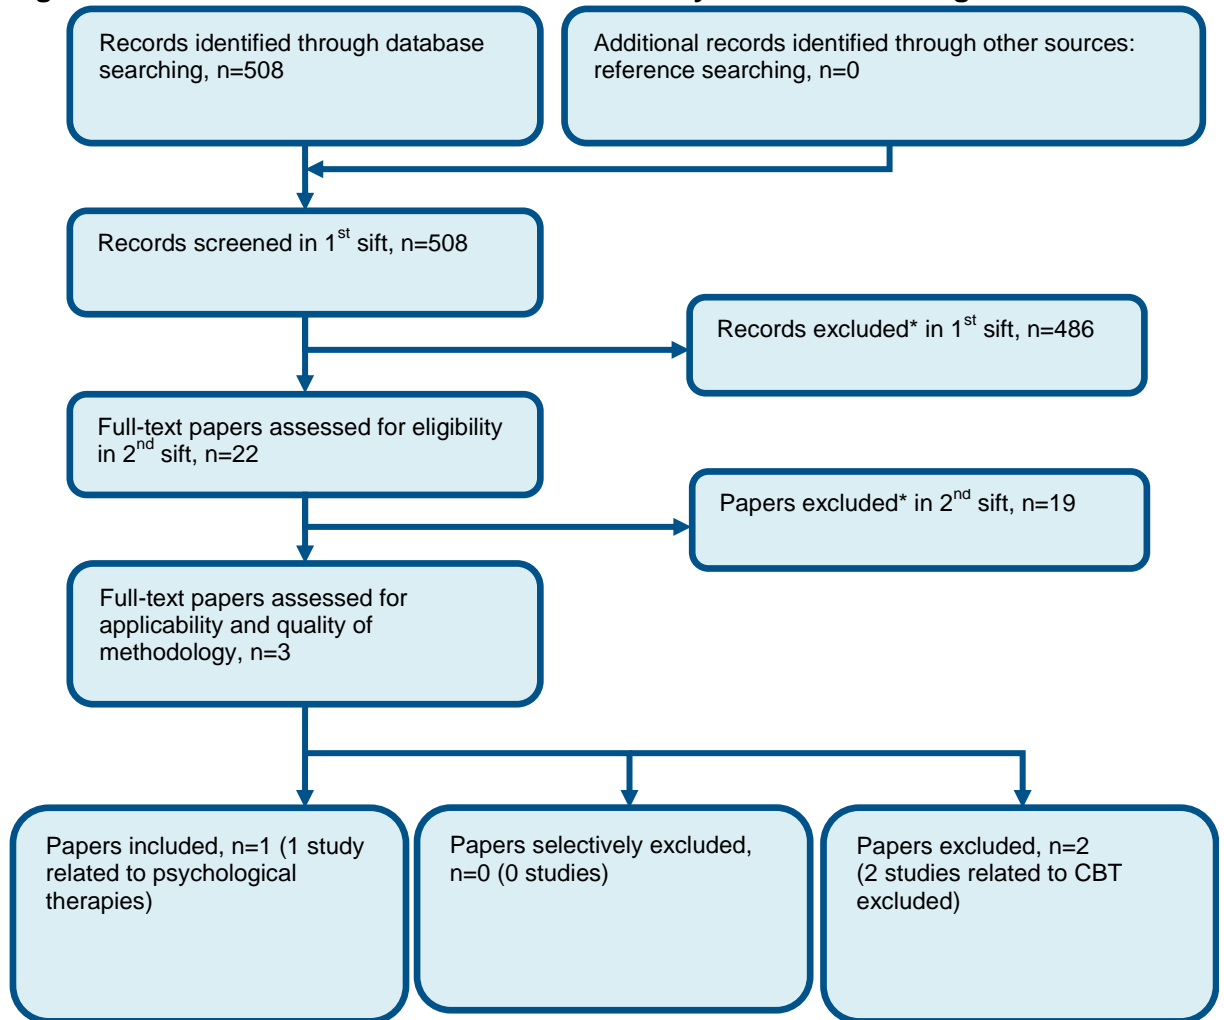 Records identified through database
searching, n=508
Additional records identified through other sources:
reference searching, n=0
Records screened in 1st sift, n=508
Records excluded* in 1st sift, n=486
Full-text papers assessed for eligibility
in 2nd sift, n=22
Papers excluded* in 2nd sift, n=19
Full-text papers assessed for
applicability and quality of
methodology, n=3
Papers included, n=1 (1 study
related to psychological
therapies)
Papers selectively excluded,
n=0 (0 studies)
Papers excluded, n=2
(2 studies related to CBT
excluded)